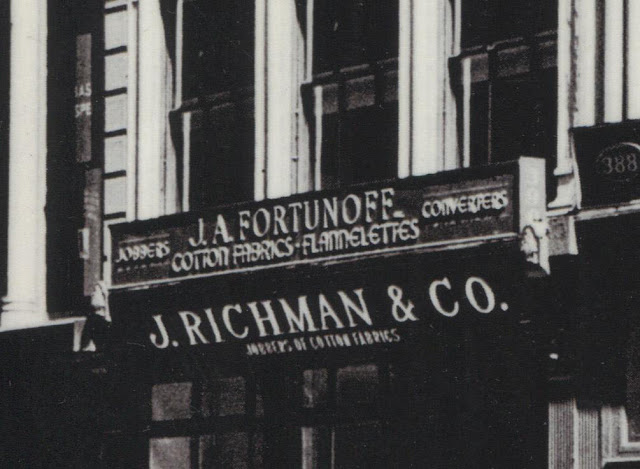 JOBBERS
J. A. FORTUNOFF
CONVERTERS
COTTON FABRICS · FLANNELETTES
J. RICHMAN & CO.
JOBBERS OF COTTON FABRICS
388